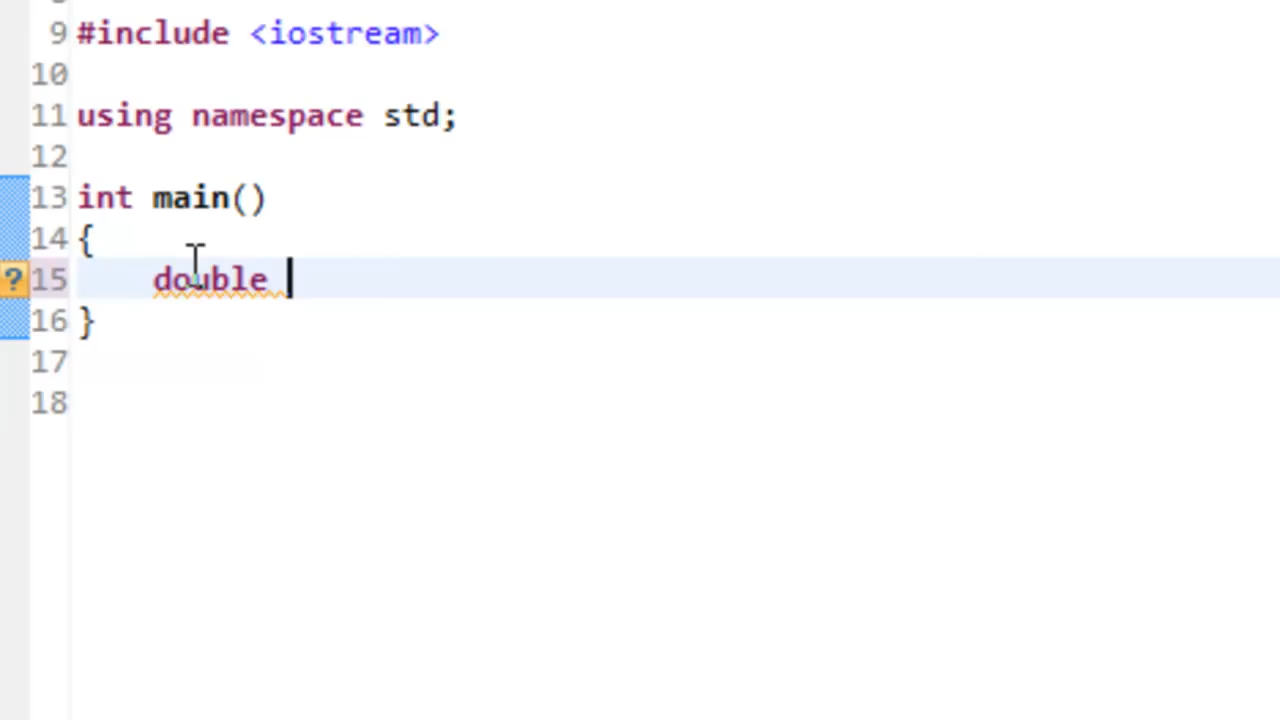 9 #include <iostream>
10
11 using namespace std;
12
13 int main()
14 {
? 15 double
16 }
17
18